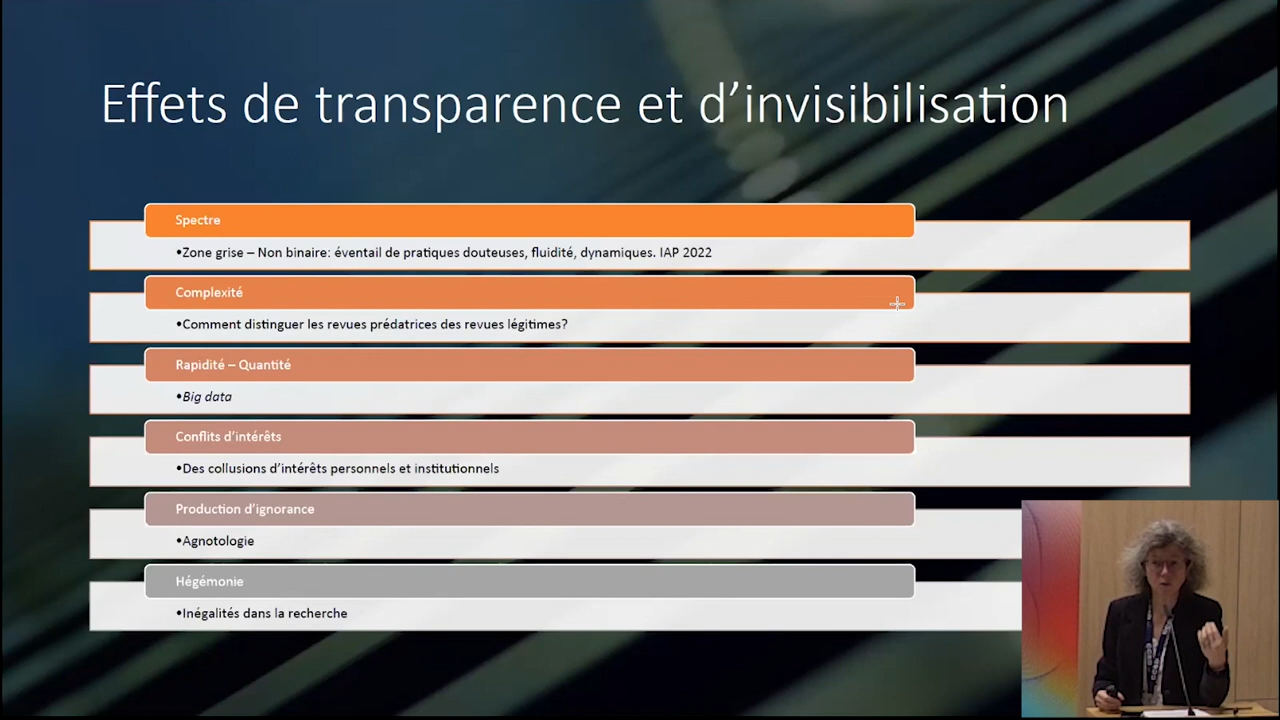 Effets de transparence et d’invisibilisation
Spectre
•Zone grise – Non binaire: éventail de pratiques douteuses, fluidité, dynamiques. IAP 2022
Complexité
•Comment distinguer les revues prédatrices des revues légitimes?
Rapidité – Quantité
•Big data
Conflits d’intérêts
•Des collusions d’intérêts personnels et institutionnels
Production d’ignorance
•Agnotologie
Hégémonie
•Inégalités dans la recherche